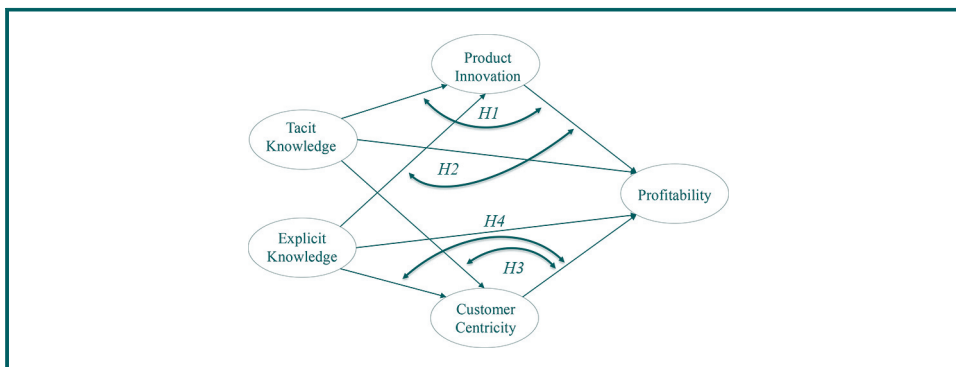 Product
Innovation
H1
Tacit
Knowledge
H2
Profitability
H4
Explicit
Knowledge
H3
Customer
Centricity